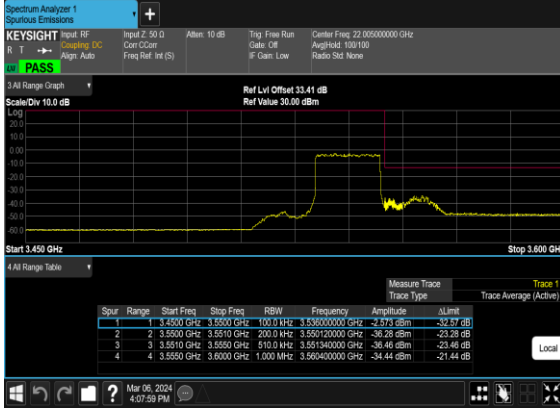 Spectrum Analyzer 1
Spurious Emissions
+
KEYSIGHT Input: RF Input Z: 50 Ω Atten: 10 dB Trig: Free Run Center Freq: 22.005000000 GHz
R T Coupling: DC Corr CCorr Gate: Off Avg|Hold: 100/100
Align: Auto Freq Ref: Int (S) IF Gain: Low Radio Std: None
PASS
3 All Range Graph
Ref Lvl Offset 33.41 dB
Scale/Div 10.0 dB Ref Value 30.00 dBm
Log
20.0
10.0
0.00
-10.0
-20.0
-30.0
-40.0
-50.0
-60.0
Start 3.450 GHz Stop 3.600 GH
4 All Range Table
Measure Trace Trace 1
Trace Type Trace Average (Active)
Spur Range Start Freq Stop Freq RBW Frequency Amplitude ΔLimit
1 1 3.4500 GHz 3.5500 GHz 100.0 kHz 3.536000000 GHz -2.573 dBm -32.57 dB
2 2 3.5500 GHz 3.5510 GHz 200.0 kHz 3.550120000 GHz -36.28 dBm -23.28 dB
3 3 3.5510 GHz 3.5550 GHz 510.0 kHz 3.551340000 GHz -36.46 dBm -23.46 dB
4 4 3.5550 GHz 3.6000 GHz 1.000 MHz 3.560400000 GHz -34.44 dBm -21.44 dB
Local
?
Mar 06, 2024
4:07:59 PM